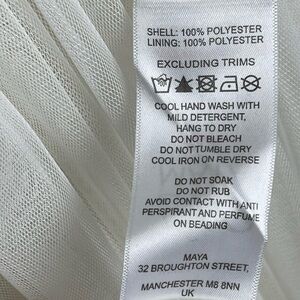 SHELL: 100% POLYESTER
LINING: 100% POLYESTER
EXCLUDING TRIMS
COOL HAND WASH WITH
MILD DETERGENT,
HANG TO DRY
DO NOT BLEACH
DO NOT TUMBLE DRY
COOL IRON ON REVERSE
DO NOT SOAK
DO NOT RUB
AVOID CONTACT WITH ANTI
PERSPIRANT AND PERFUME
ON BEADING
MAYA
32 BROUGHTON STREET,
MANCHESTER M8 8NN
UK